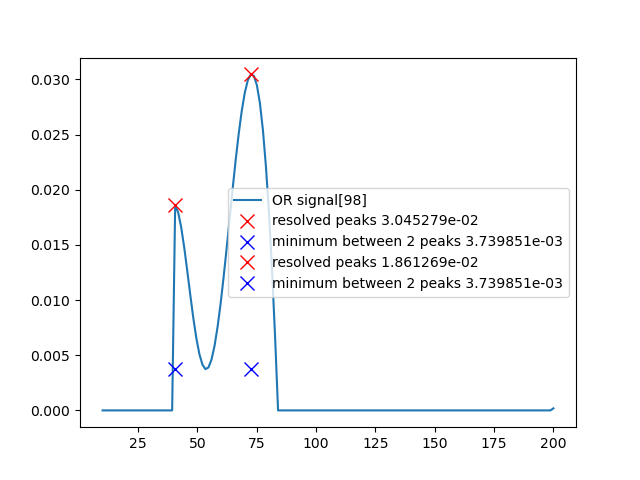 0.030
0.025
0.020
0.015
0.010
0.005
0.000
OR signal[98]
resolved peaks 3.045279e-02
minimum between 2 peaks 3.739851e-03
resolved peaks 1.861269e-02
minimum between 2 peaks 3.739851e-03
25 50 75 100 125 150 175 200